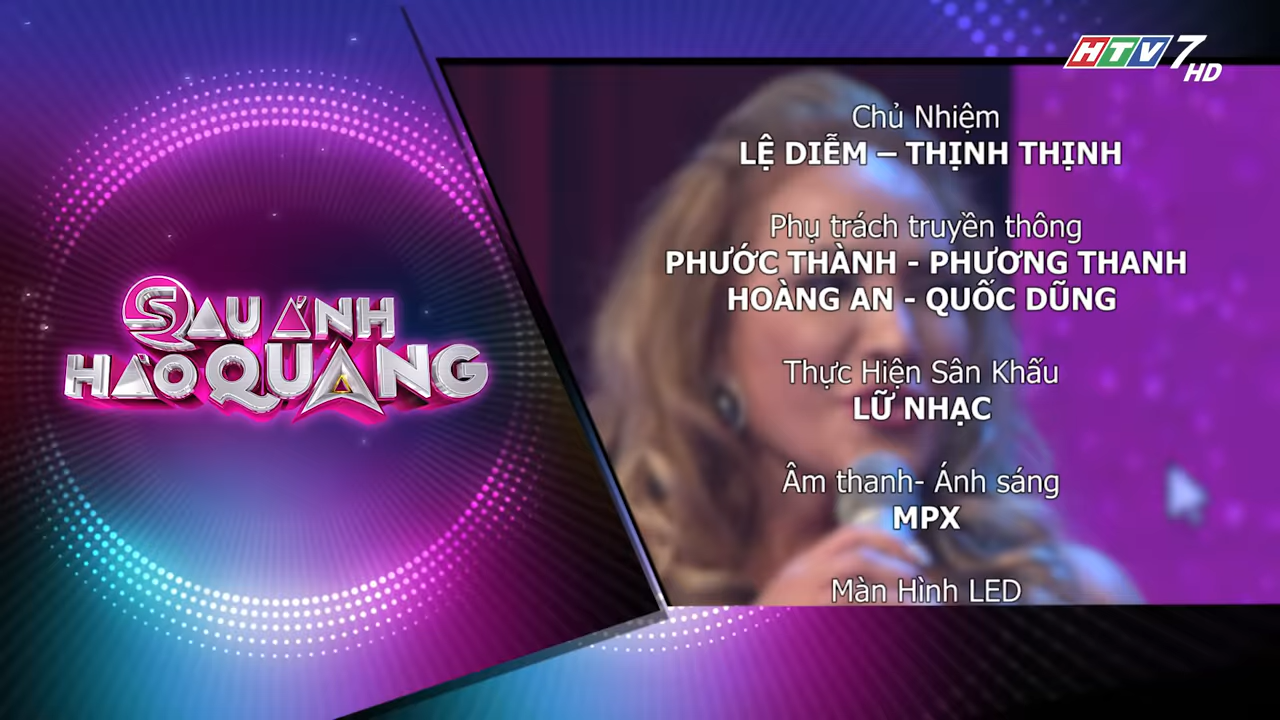 HTV7
HD
SAU ÁNH
HÀO QUANG
Chủ Nhiệm
LỆ DIỄM – THỊNH THỊNH
Phụ trách truyền thông
PHƯỚC THÀNH - PHƯƠNG THANH
HOÀNG AN - QUỐC DŨNG
Thực Hiện Sân Khấu
LỮ NHẠC
Âm thanh- Ánh sáng
MPX
Màn Hình LED